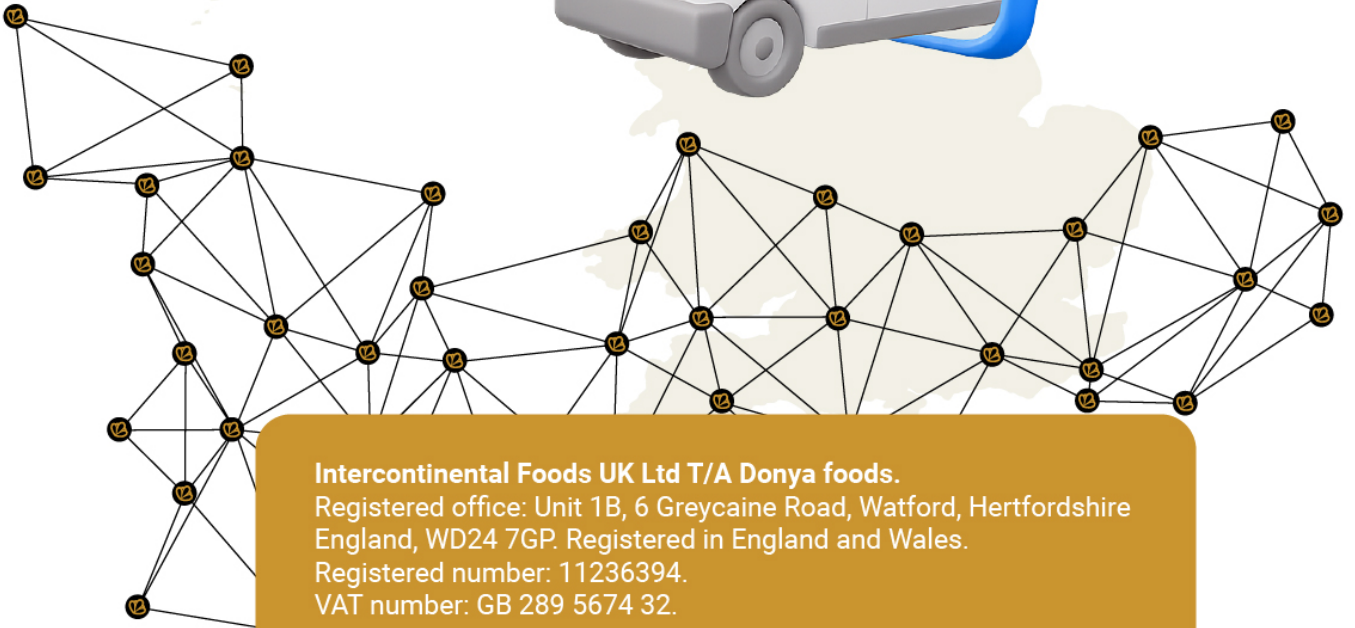 Intercontinental Foods UK Ltd T/A Donya foods.
Registered office: Unit 1B, 6 Greycaine Road, Watford, Hertfordshire
England, WD24 7GP. Registered in England and Wales.
Registered number: 11236394.
VAT number: GB 289 5674 32.